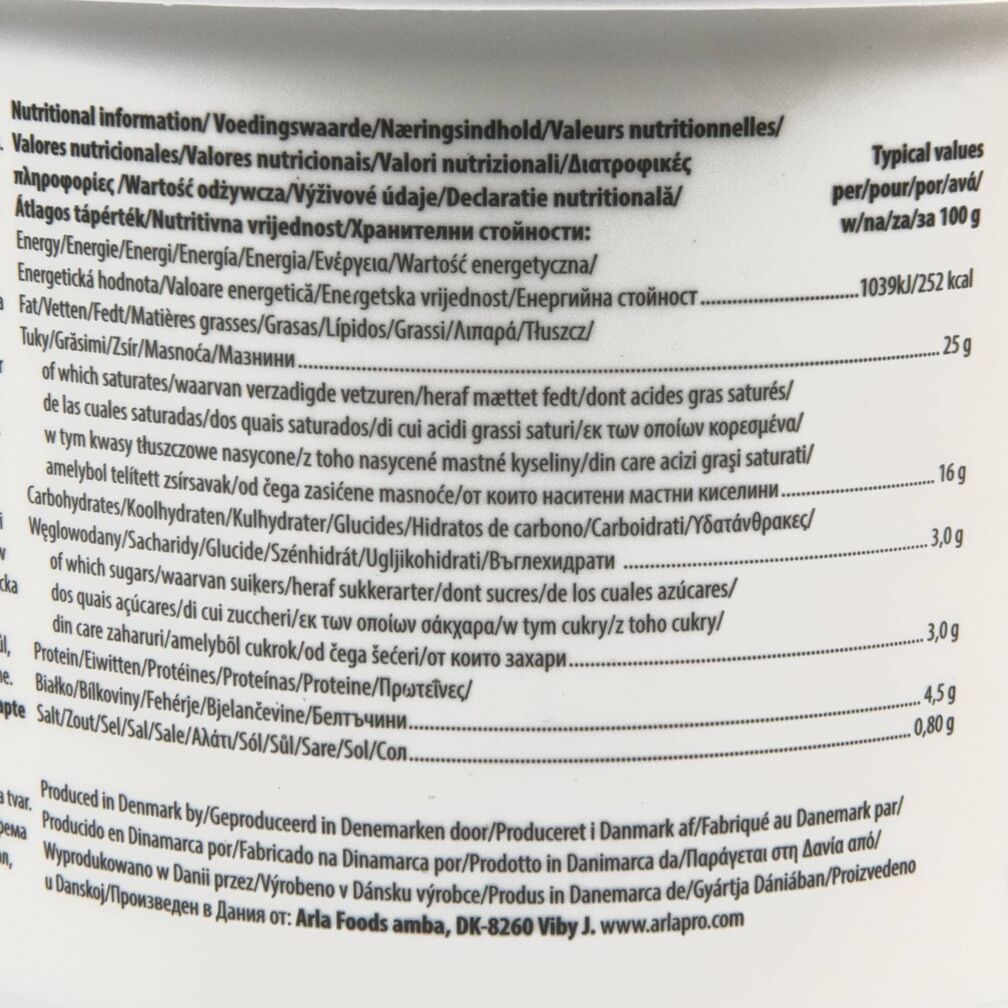 Nutritional information/ Voedingswaarde/Næringsindhold/Valeurs nutritionnelles/
Valores nutricionales/Valores nutricionais/Valori nutrizionali/Διατροφικές
πληροφορίες /Wartość odżywcza/Výživové údaje/Declaratie nutritională/
Átlagos tápérték/Nutritivna vrijednost/Хранителни стойности:
Typical values
per/pour/por/avá/
w/na/za/за 100 g
Energy/Energie/Energi/Energía/Energia/Ενέργεια/Wartość energetyczna/
Energetická hodnota/Valoare energetică/Energetska vrijednost/Енергийна стойност 1039kJ/252 kcal
Fat/Vetten/Fedt/Matières grasses/Grasas/Lípidos/Grassi/Λιπαρά/Tłuszcz/
Tuky/Grăsimi/Zsír/Masnoća/Мазнини 25 g
of which saturates/waarvan verzadigde vetzuren/heraf mættet fedt/dont acides gras saturés/
de las cuales saturadas/dos quais saturados/di cui acidi grassi saturi/εκ των οποίων κορεσμένα/
w tym kwasy tłuszczowe nasycone/z toho nasycené mastné kyseliny/din care acizi grași saturati/
amelyből telített zsírsavak/od čega zasićene masnoće/от които наситени мастни киселини 16 g
Carbohydrates/Koolhydraten/Kulhydrater/Glucides/Hidratos de carbono/Carboidrati/Υδατάνθρακες/
Węglowodany/Sacharidy/Glucide/Szénhidrát/Ugljikohidrati/Въглехидрати 3,0 g
of which sugars/waarvan suikers/heraf sukkerarter/dont sucres/de los cuales azúcares/
dos quais açúcares/di cui zuccheri/εκ των οποίων σάκχαρα/w tym cukry/z toho cukry/
din care zaharuri/amelyből cukrok/od čega šećeri/от които захари 3,0 g
Protein/Eiwitten/Protéines/Proteínas/Proteine/Πρωτεΐνες/
Białko/Bílkoviny/Fehérje/Bjelančevine/Белтъчини 4,5 g
Salt/Zout/Sel/Sal/Sale/Αλάτι/Sól/Sůl/Sare/Sol/Сол 0,80 g
Produced in Denmark by/Geproduceerd in Denemarken door/Produceret i Danmark af/Fabriqué au Danemark par/
Producido en Dinamarca por/Fabricado na Dinamarca por/Prodotto in Danimarca da/Παράγεται στη Δανία από/
Wyprodukowano w Danii przez/Výrobeno v Dánsku výrobce/Produs in Danemarca de/Gyártja Dániában/Proizvedeno
u Danskoj/Произведен в Дания от: Arla Foods amba, DK-8260 Viby J. www.arlapro.com